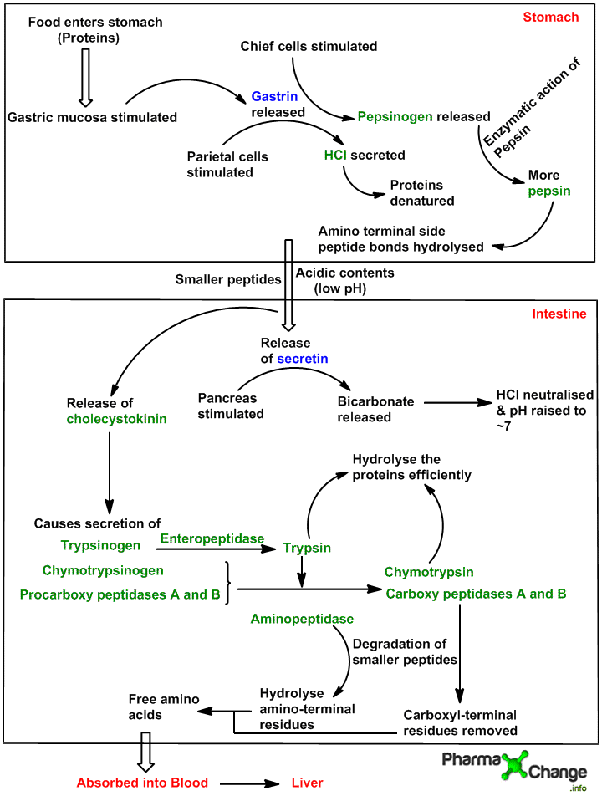 Food enters stomach
(Proteins)
Stomach
Chief cells stimulated
Gastric mucosa stimulated
Gastrin
released
Pepsinogen released
Enzymatic action of
Pepsin
Parietal cells
stimulated
HCl secreted
Proteins
denatured
More
pepsin
Amino terminal side
peptide bonds hydrolysed
Smaller peptides
Acidic contents
(low pH)
Intestine
Release
of secretin
Release of
cholecystokinin
Pancreas
stimulated
Bicarbonate
released
HCl neutralised
& pH raised to
~7
Hydrolyse the
proteins efficiently
Causes secretion of
Trypsinogen
Enteropeptidase
Trypsin
Chymotrypsinogen
Procarboxy peptidases A and B
Chymotrypsin
Carboxy peptidases A and B
Aminopeptidase
Degradation of
smaller peptides
Hydrolyse
amino-terminal
residues
Free amino
acids
Carboxyl-terminal
residues removed
Absorbed into Blood
Liver
Pharma Change
.info